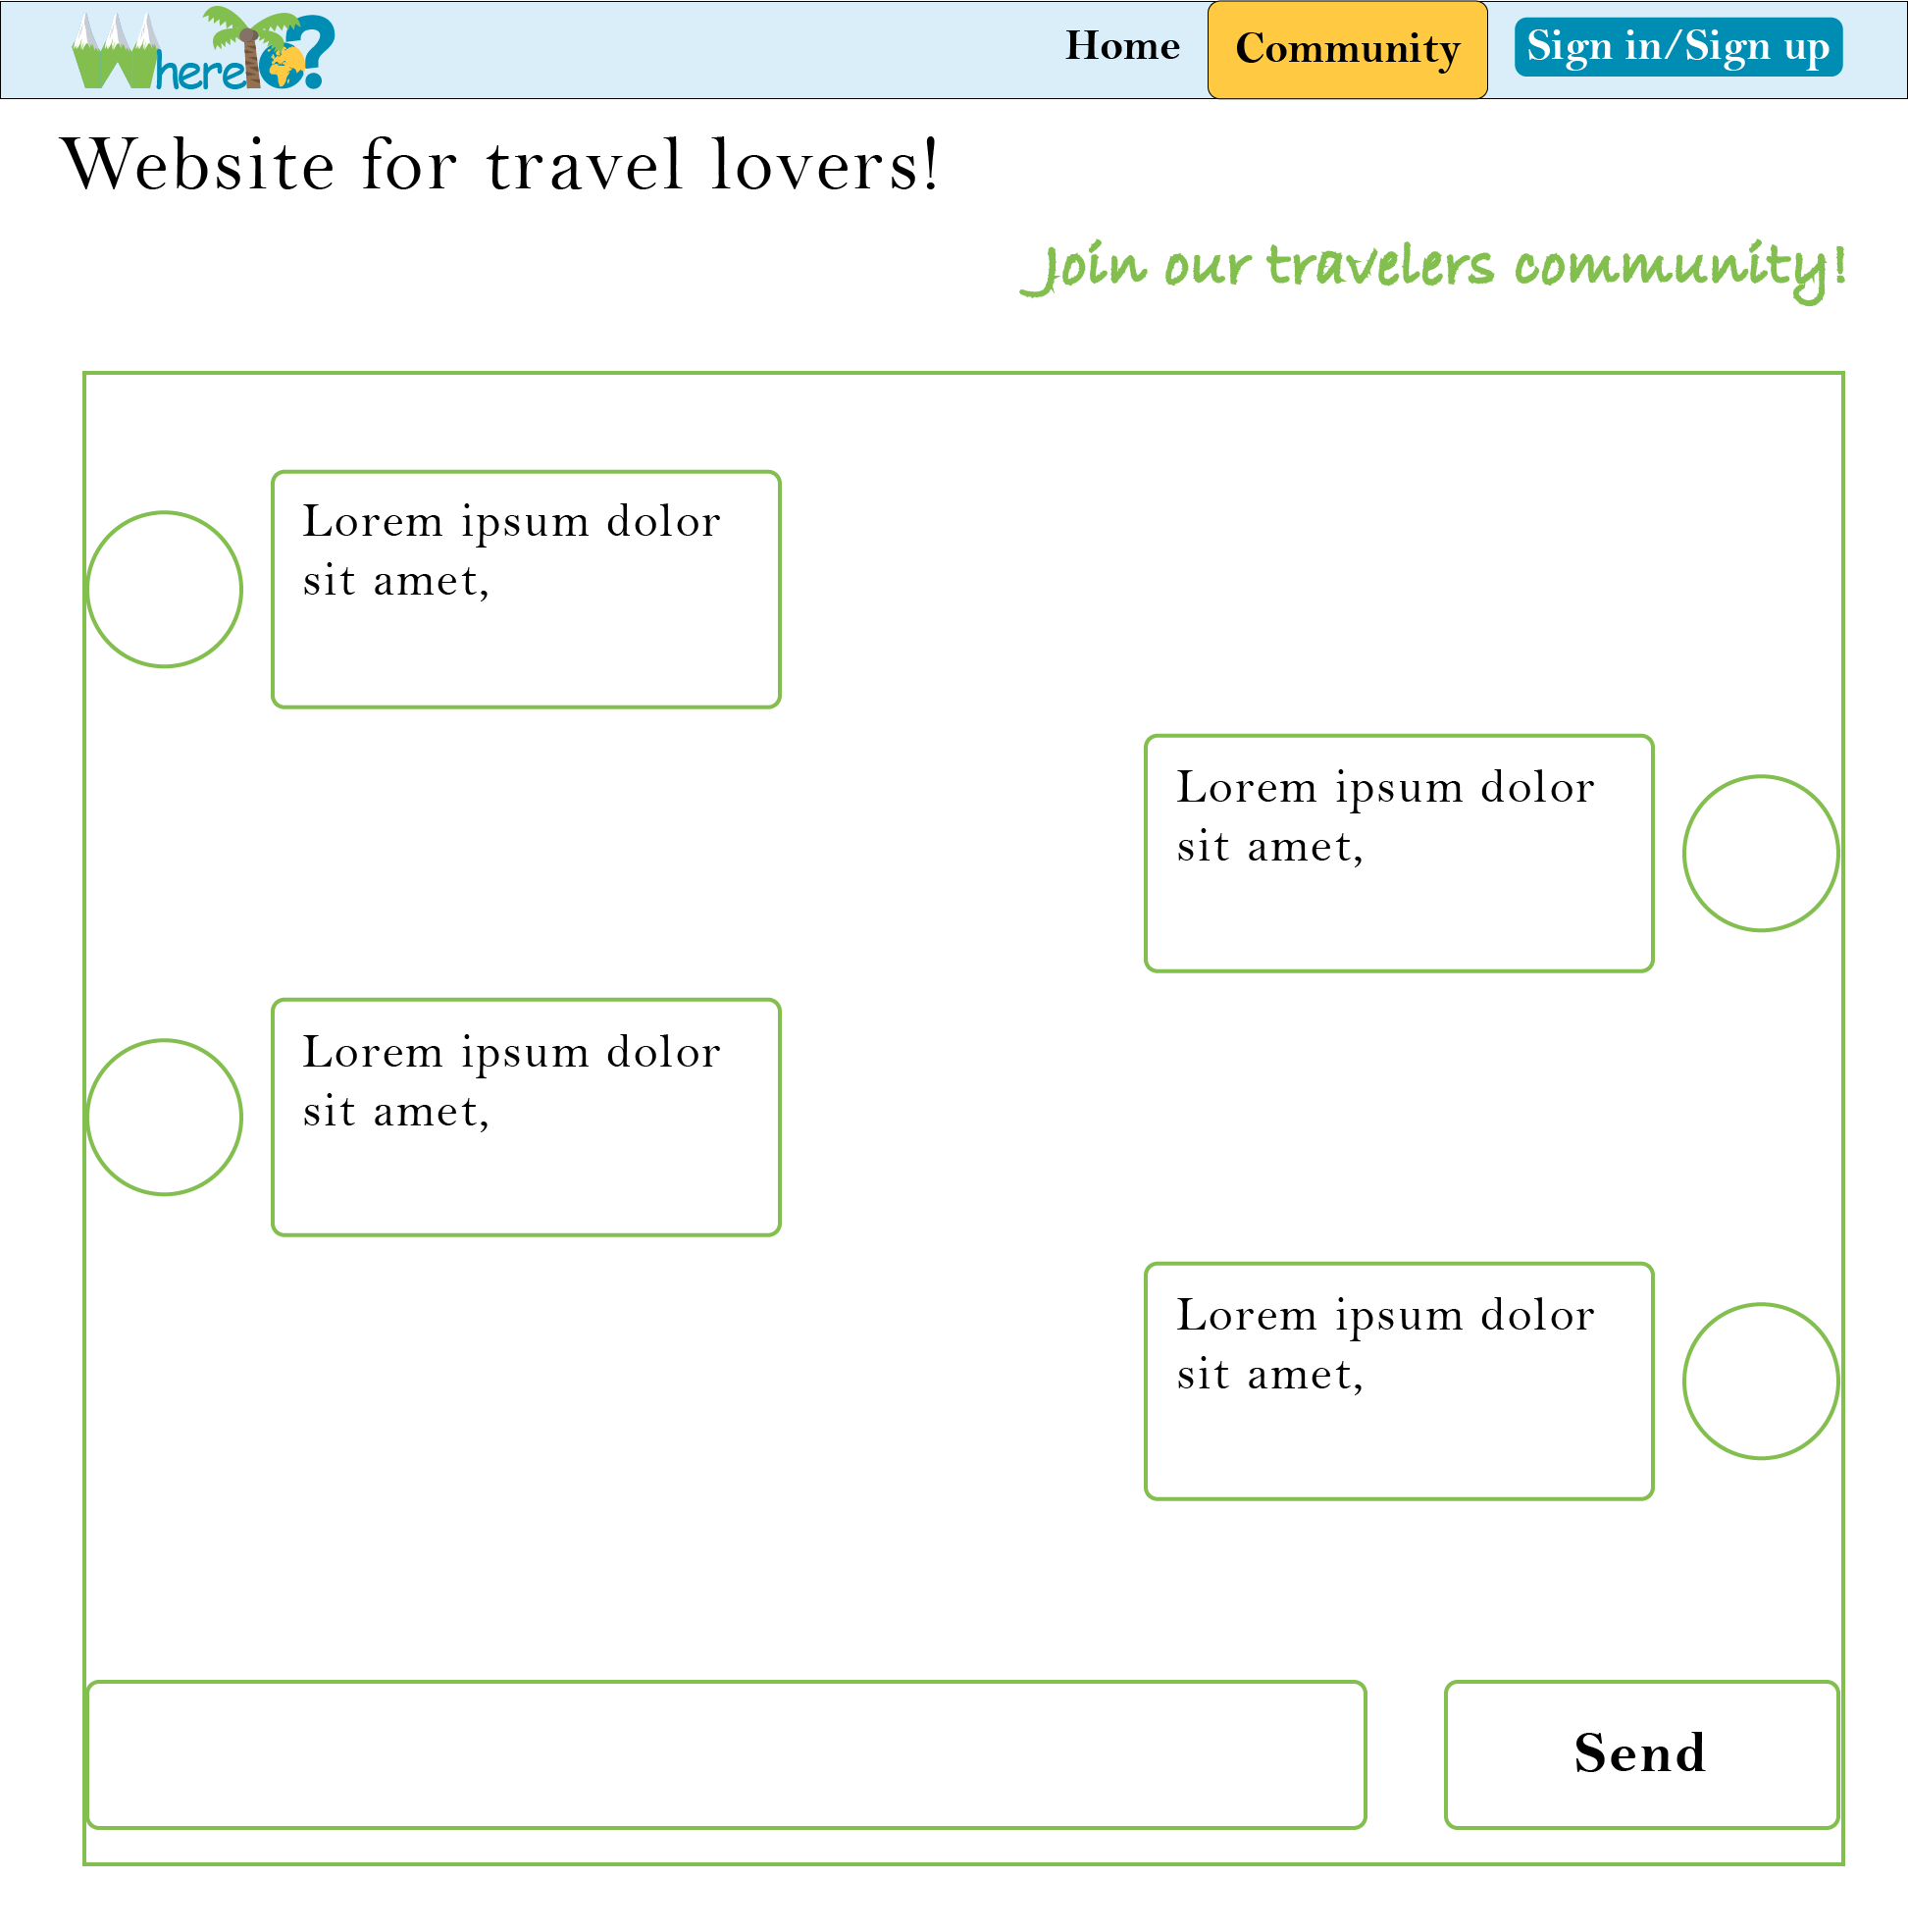 WhereTo?
Home
Community
Sign in/Sign up
Website for travel lovers!
Join our travelers community!
Lorem ipsum dolor
sit amet,
Lorem ipsum dolor
sit amet,
Lorem ipsum dolor
sit amet,
Lorem ipsum dolor
sit amet,
Send